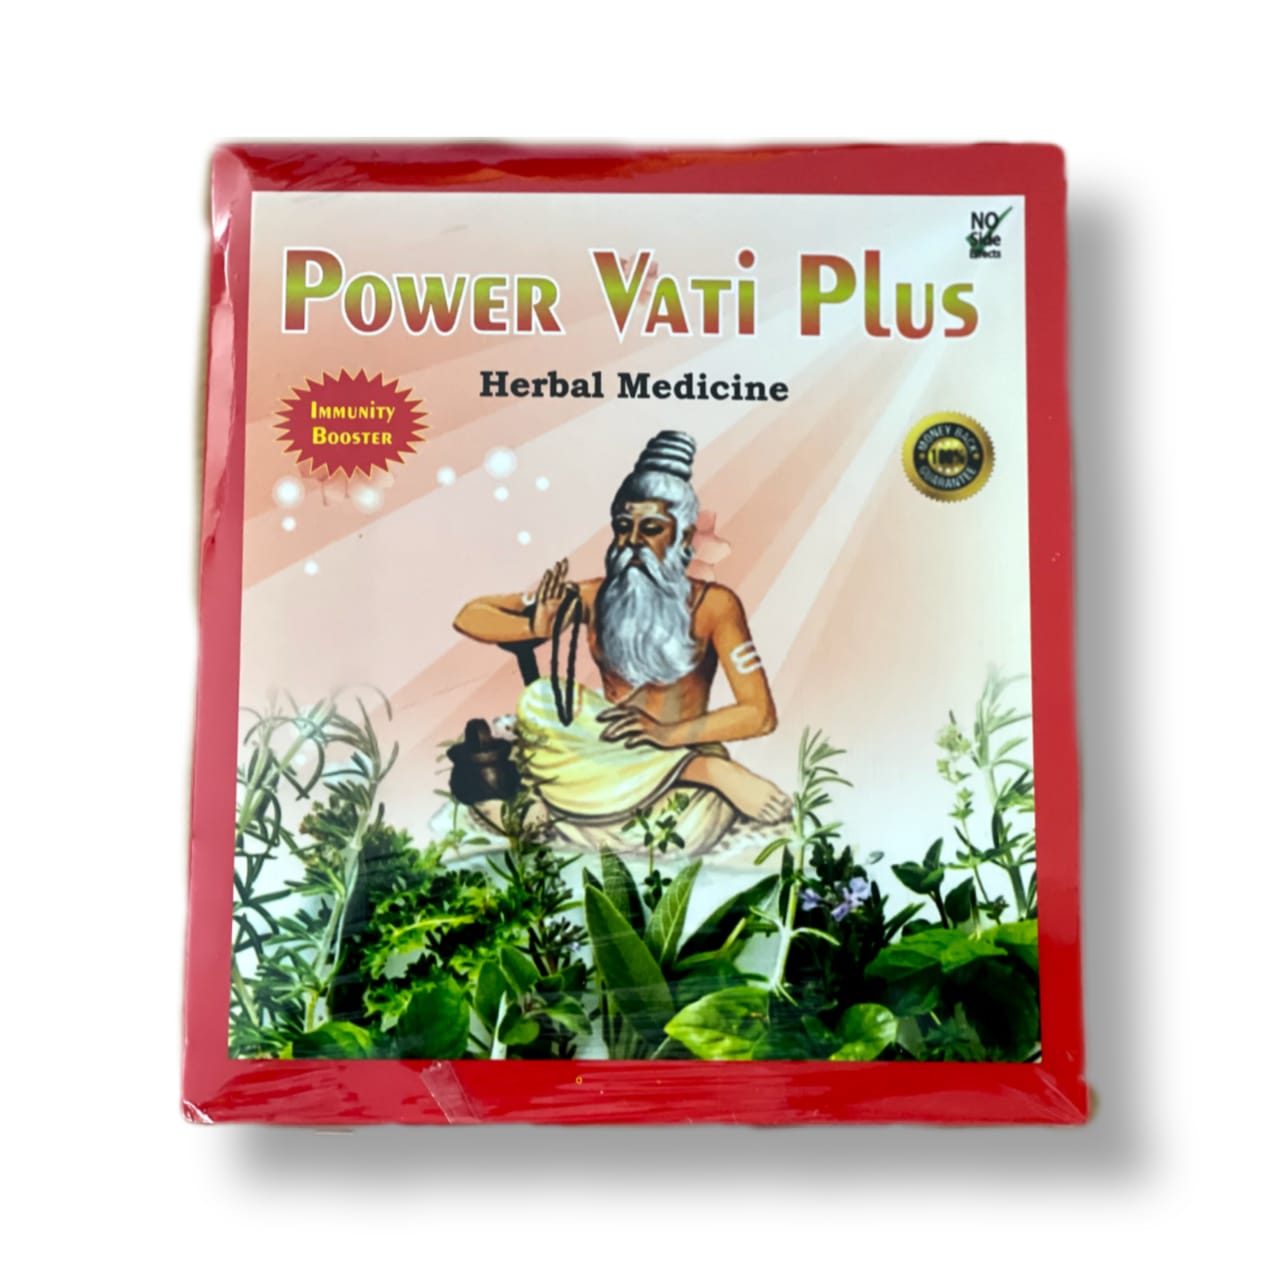 NO
Side
Effects
POWER VATI PLUS
Herbal Medicine
IMMUNITY
BOOSTER
MONEY BACK
100%
GUARANTEE